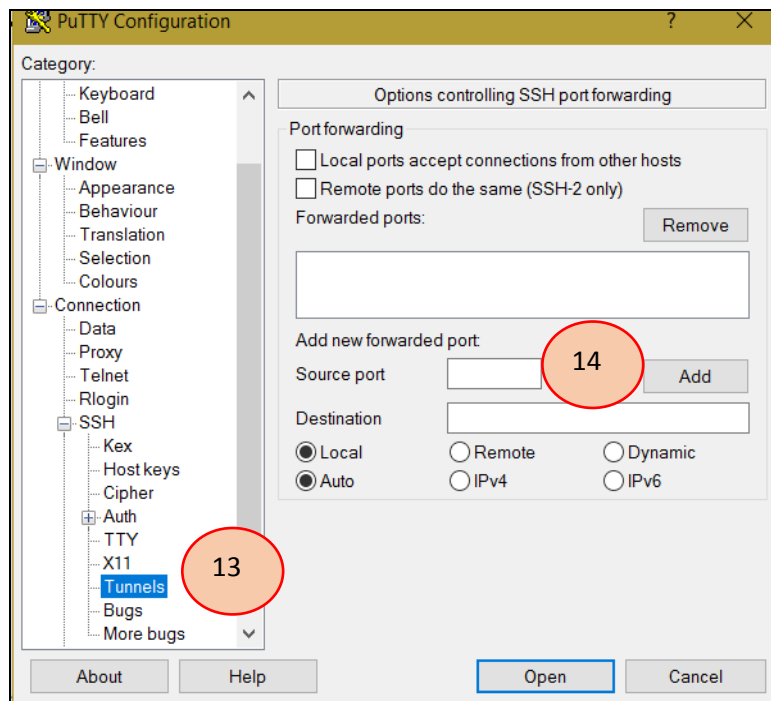 PuTTY Configuration
? X
Category:
Keyboard
Bell
Features
Window
Appearance
Behaviour
Translation
Selection
Colours
Connection
Data
Proxy
Telnet
Rlogin
SSH
Kex
Host keys
Cipher
Auth
TTY
X11
Tunnels
Bugs
More bugs
13
Options controlling SSH port forwarding
Port forwarding
Local ports accept connections from other hosts
Remote ports do the same (SSH-2 only)
Forwarded ports:
Remove
Add new forwarded port:
Source port
14
Add
Destination
Local Remote Dynamic
Auto IPv4 IPv6
About Help Open Cancel